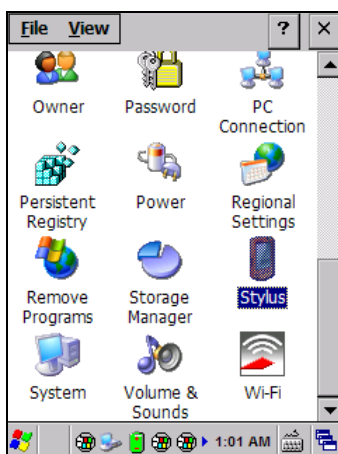 File View ? ×
Owner Password PC
Connection
Persistent Power Regional
Registry Settings
Remove Storage Stylus
Programs Manager
System Volume & Wi-Fi
Sounds
1:01 AM